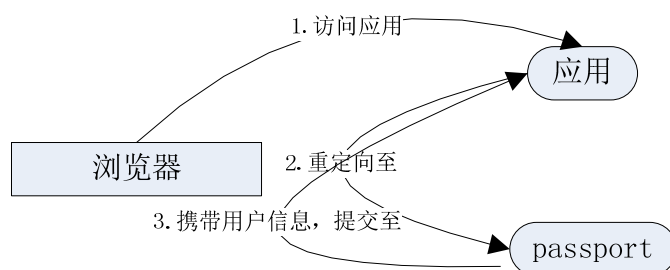 1.访问应用
应用
浏览器
2.重定向至
3.携带用户信息，提交至
passport